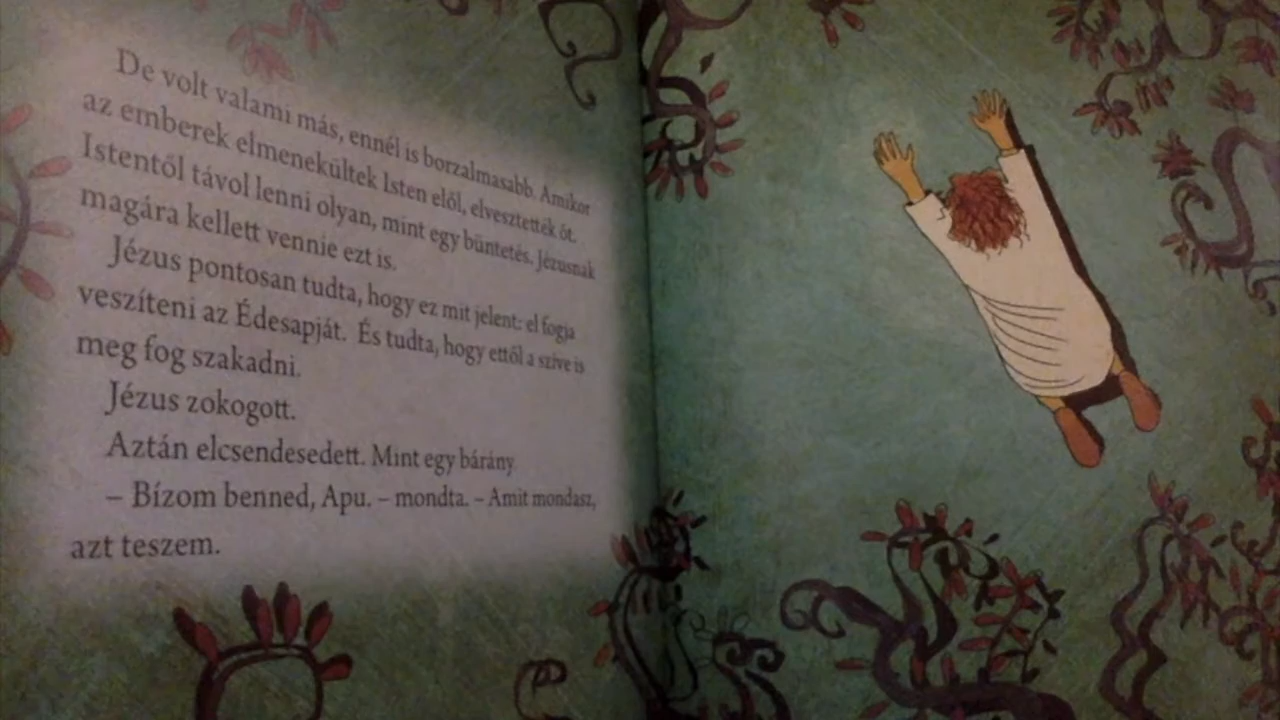 De volt valami más, ennél is borzalmasabb. Amikor
az emberek elmenekültek Isten elől, elvesztették őt.
Istentől távol lenni olyan, mint egy büntetés. Jézusnak
magára kellett vennie ezt is.
Jézus pontosan tudta, hogy ez mit jelent: el fogja
veszíteni az Édesapját. És tudta, hogy ettől a szíve is
meg fog szakadni.
Jézus zokogott.
Aztán elcsendesedett. Mint egy bárány.
– Bízom benned, Apu. – mondta. – Amit mondasz,
azt teszem.